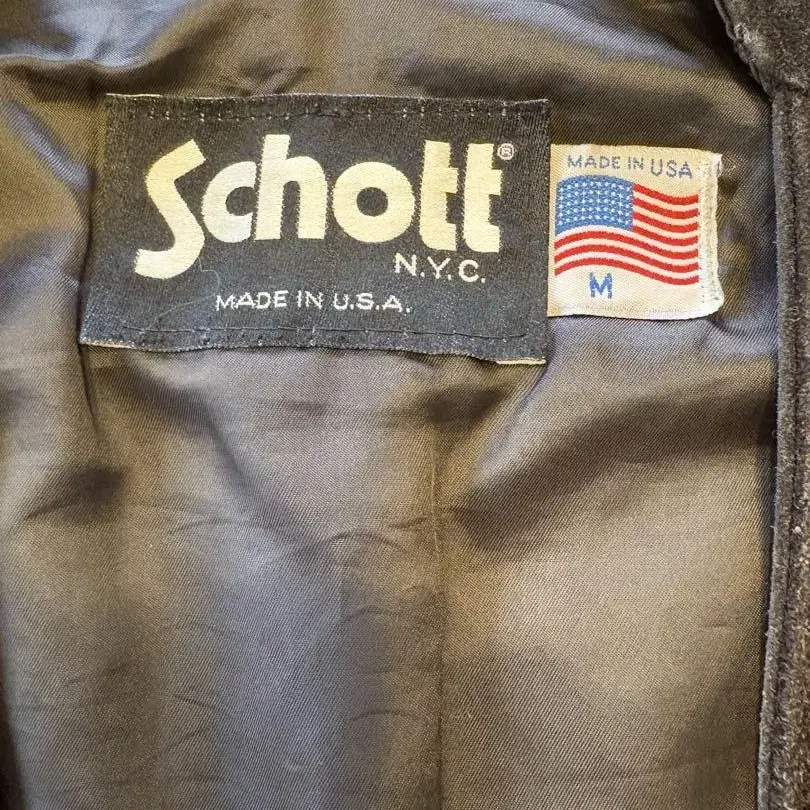 Schott®
N.Y.C.
MADE IN U.S.A.
MADE IN USA
M